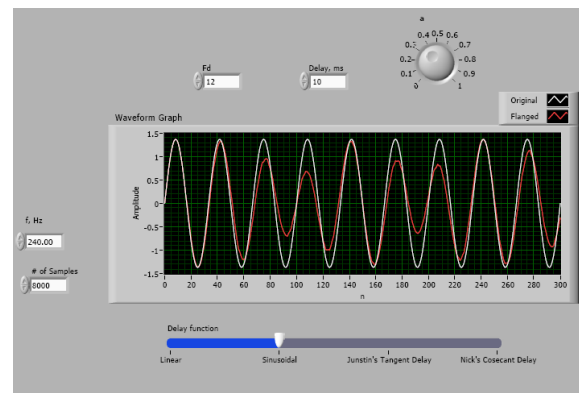 a
0 0.1 0.2 0.3 0.4 0.5 0.6 0.7 0.8 0.9 1
Fd
12
Delay, ms
10
Original
Flanged
Waveform Graph
Amplitude
1.5
1
0.5
0
-0.5
-1
-1.5
0 20 40 60 80 100 120 140 160 180 200 220 240 260 280 300
n
f, Hz
240.00
# of Samples
8000
Delay function
Linear Sinusoidal Junstin's Tangent Delay Nick's Cosecant Delay